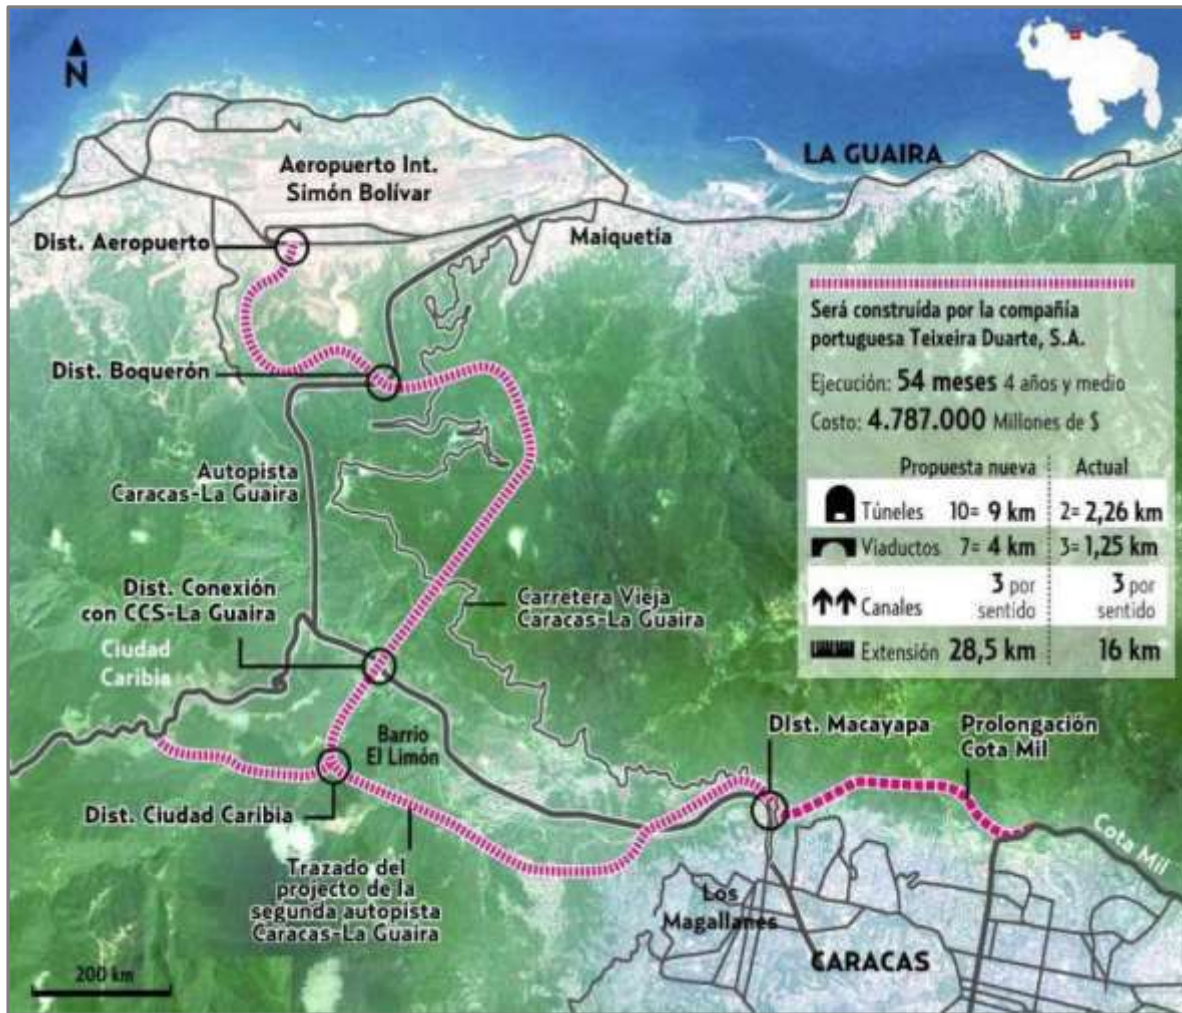 N
Aeropuerto Int.
Simón Bolívar
LA GUAIRA
Dist. Aeropuerto
Maiquetía
Será construída por la compañía
portuguesa Teixeira Duarte, S.A.
Ejecución: 54 meses 4 años y medio
Costo: 4.787.000 Millones de $
Propuesta nueva Actual
Túneles 10= 9 km 2= 2,26 km
Viaductos 7= 4 km 3= 1,25 km
Canales 3 por sentido 3 por sentido
Extensión 28,5 km 16 km
Dist. Boquerón
Autopista
Caracas-La Guaira
Dist. Conexión
con CCS-La Guaira
Carretera Vieja
Caracas-La Guaira
Ciudad
Caribia
Barrio
El Limón
Dist. Macayapa
Prolongación
Cota Mil
Dist. Ciudad Caribia
Cota Mil
Trazado del
projecto de la
segunda autopista
Caracas-La Guaira
Los
Magallanes
CARACAS
200 km